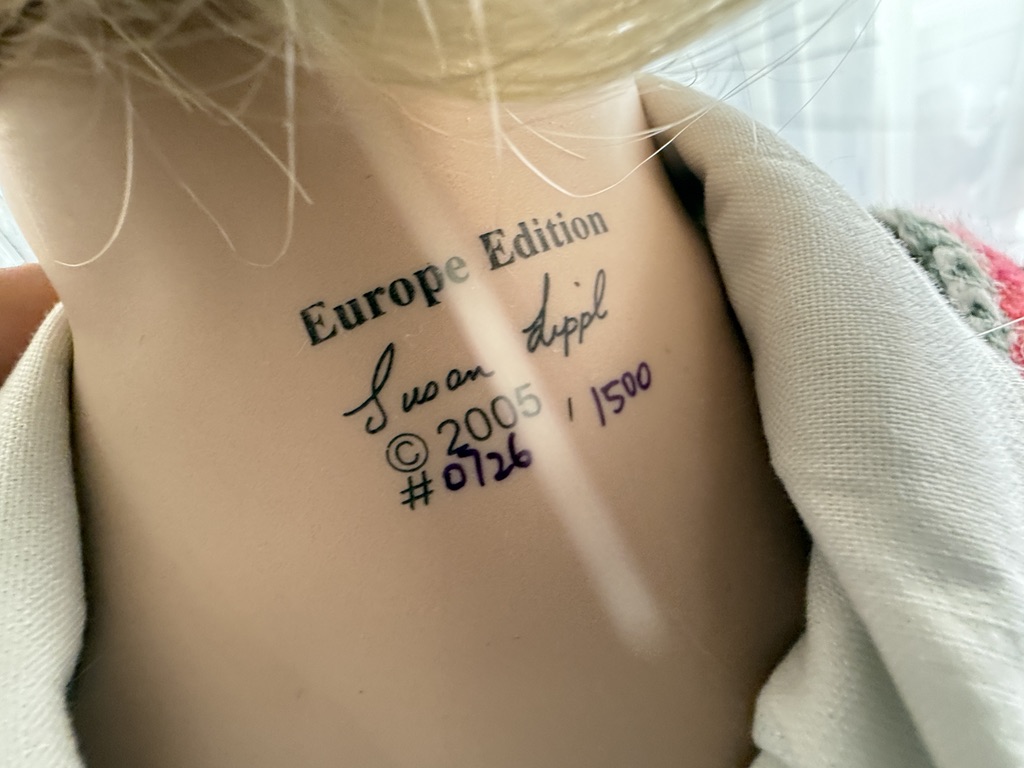 Europe Edition
Susan Lippl
© 2005 , 1500
# 0726